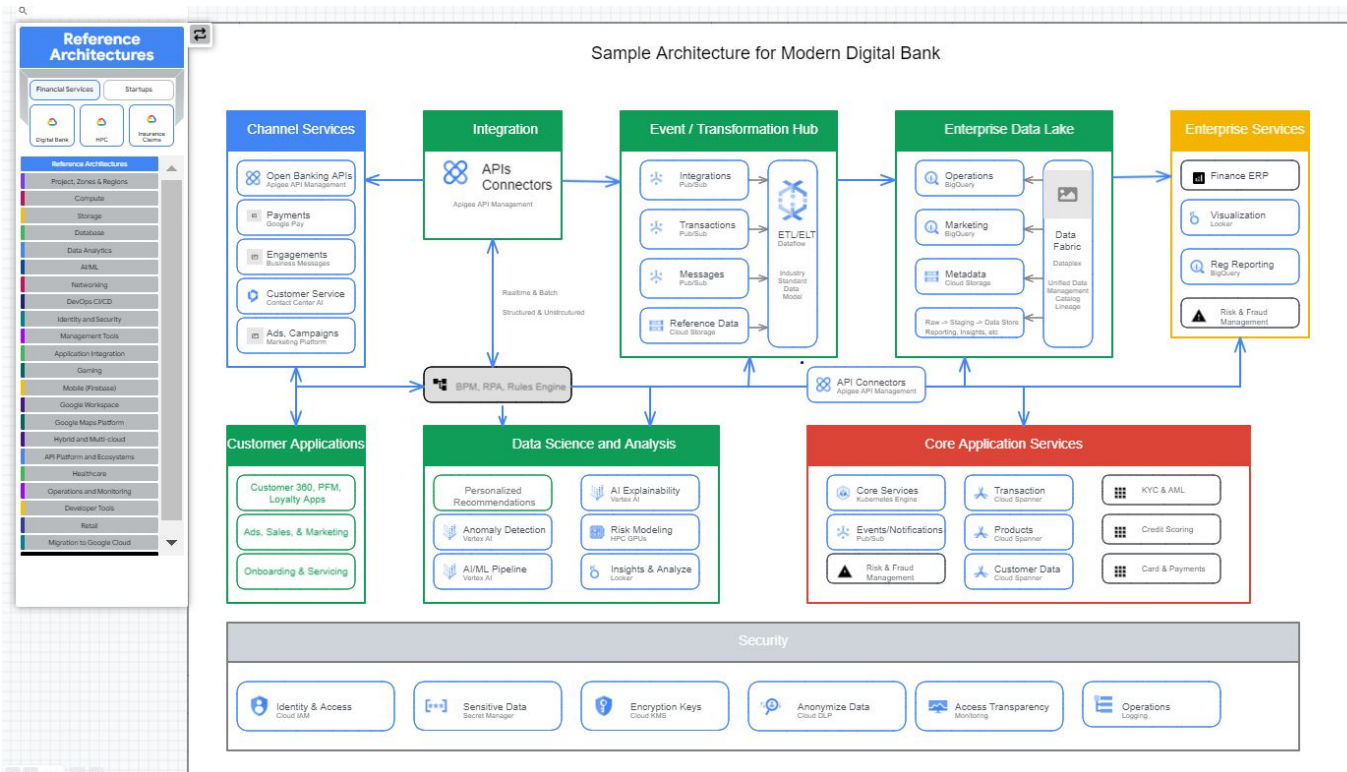 Reference
Architectures
Financial Services
Startups
Digital Bank
HPC
Insurance
Claims
Reference Architectures
Project, Zones & Regions
Compute
Storage
Database
Data Analytics
AI/ML
Networking
DevOps CI/CD
Identity and Security
Management Tools
Application Integration
Gaming
Mobile (Firebase)
Google Workspace
Google Maps Platform
Hybrid and Multi-cloud
API Platform and Ecosystems
Healthcare
Operations and Monitoring
Developer Tools
Retail
Migration to Google Cloud
Sample Architecture for Modern Digital Bank
Channel Services
Open Banking APIs
Apigee API Management
Payments
Google Pay
Engagements
Business Messages
Customer Service
Contact Center AI
Ads, Campaigns
Marketing Platform
Integration
APIs
Connectors
Apigee API Management
Realtime & Batch
Structured & Unstrcutured
Event / Transformation Hub
Integrations
Pub/Sub
Transactions
Pub/Sub
Messages
Pub/Sub
Reference Data
Cloud Storage
ETL/ELT
Dataflow
Industry
Standard
Data
Model
Enterprise Data Lake
Operations
BigQuery
Marketing
BigQuery
Metadata
Cloud Storage
Raw -> Staging -> Data Store
Reporting, Insights, etc
Data
Fabric
Dataplex
Unified Data
Management
Catalog
Lineage
Enterprise Services
Finance ERP
Visualization
Looker
Reg Reporting
BigQuery
Risk & Fraud
Management
BPM, RPA, Rules Engine
API Connectors
Apigee API Management
Customer Applications
Customer 360, PFM,
Loyalty Apps
Ads, Sales, & Marketing
Onboarding & Servicing
Data Science and Analysis
Personalized
Recommendations
AI Explainability
Vertex AI
Anomaly Detection
Vertex AI
Risk Modeling
HPC GPUs
AI/ML Pipeline
Vertex AI
Insights & Analyze
Looker
Core Application Services
Core Services
Kubernetes Engine
Transaction
Cloud Spanner
KYC & AML
Events/Notifications
Pub/Sub
Products
Cloud Spanner
Credit Scoring
Risk & Fraud
Management
Customer Data
Cloud Spanner
Card & Payments
Security
Identity & Access
Cloud IAM
Sensitive Data
Secret Manager
Encryption Keys
Cloud KMS
Anonymize Data
Cloud DLP
Access Transparency
Monitoring
Operations
Logging